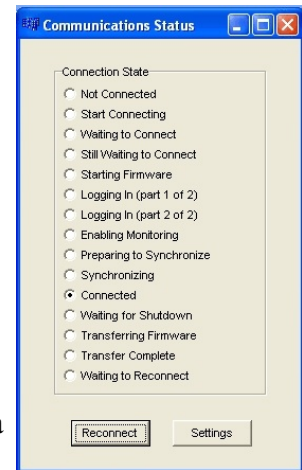 Communications Status
Connection State
Not Connected
Start Connecting
Waiting to Connect
Still Waiting to Connect
Starting Firmware
Logging In (part 1 of 2)
Logging In (part 2 of 2)
Enabling Monitoring
Preparing to Synchronize
Synchronizing
Connected
Waiting for Shutdown
Transferring Firmware
Transfer Complete
Waiting to Reconnect
a
Reconnect Settings